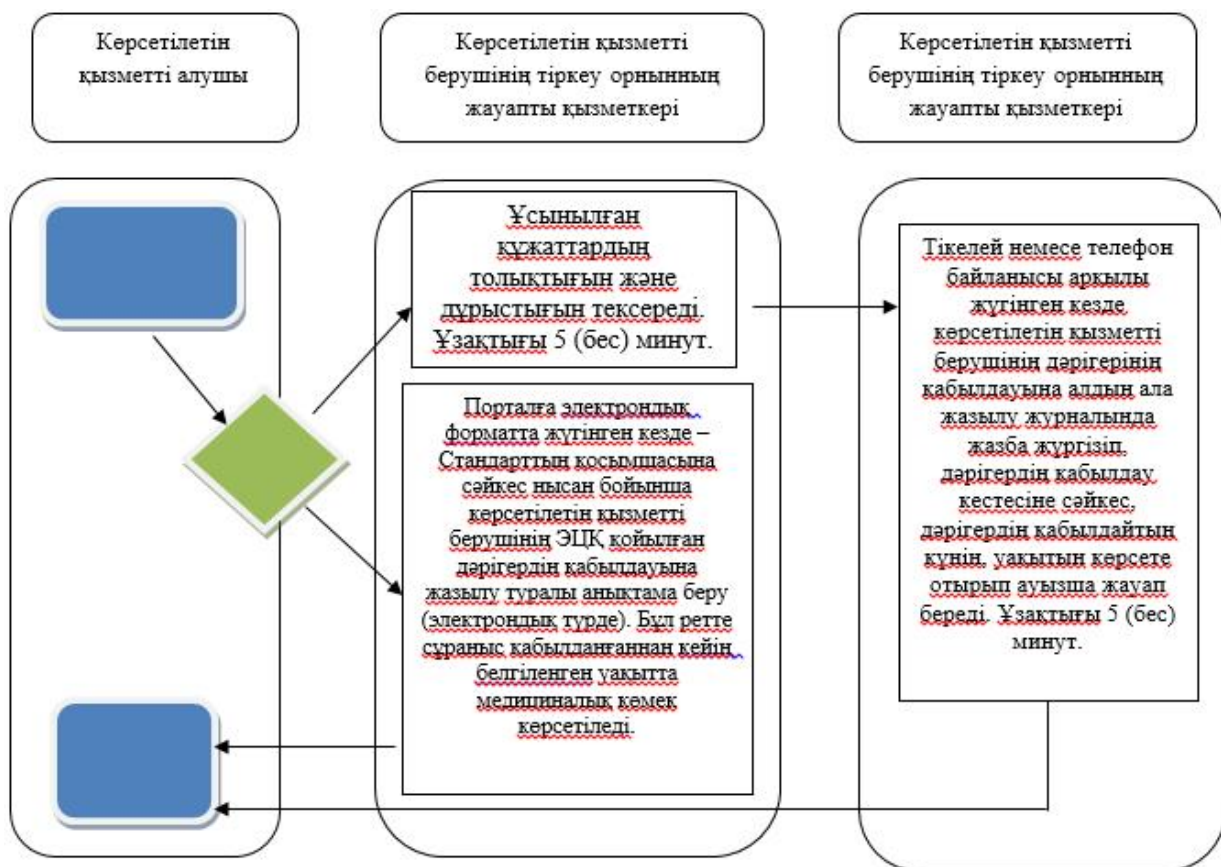 Көрсетілетін
қызметті алушы
Көрсетілетін қызметті
берушінің тіркеу орнынның
жауапты қызметкері
Көрсетілетін қызметті
берушінің тіркеу орнынның
жауапты қызметкері
Ұсынылған
құжаттардың
толықтығын және
дұрыстығын тексереді.
Ұзақтығы 5 (бес) минут.
Порталға электрондық
форматта жүгінген кезде –
Стандарттың қосымшасына
сәйкес нысан бойынша
көрсетілетін қызметті
берушінің ЭЦҚ қойылған
дәрігердің қабылдауына
жазылу туралы анықтама беру
(электрондық түрде). Бұл ретте
сұраныс қабылданғаннан кейін
белгіленген уақытта
медициналық көмек
көрсетіледі.
Тікелей немесе телефон
байланысы арқылы
жүгінген кезде
көрсетілетін қызметті
берушінің дәрігерінің
қабылдауына алдын ала
жазылу журналында
жазба жүргізіп,
дәрігердің қабылдау
кестесіне сәйкес,
дәрігердің қабылдайтын
күнін, уақытын көрсете
отырып ауызша жауап
береді. Ұзақтығы 5 (бес)
минут.